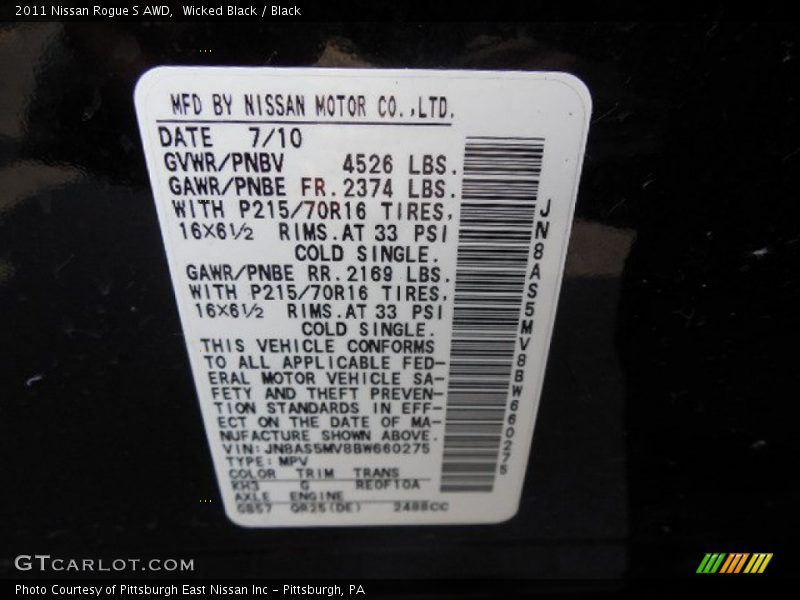 2011 Nissan Rogue S AWD,  Wicked Black / Black
MFD BY NISSAN MOTOR CO.,LTD.
DATE 7/10
GVWR/PNBV 4526 LBS.
GAWR/PNBE FR. 2374 LBS.
WITH P215/70R16 TIRES,
16X6½ RIMS.AT 33 PSI
COLD SINGLE.
GAWR/PNBE RR. 2169 LBS.
WITH P215/70R16 TIRES,
16X6½ RIMS.AT 33 PSI
COLD SINGLE.
THIS VEHICLE CONFORMS
TO ALL APPLICABLE FED-
ERAL MOTOR VEHICLE SA-
FETY AND THEFT PREVEN-
TION STANDARDS IN EFF-
ECT ON THE DATE OF MA-
NUFACTURE SHOWN ABOVE.
VIN: JN8AS5MV8BW660275
TYPE: MPV
COLOR TRIM TRANS
KH3 G RE0F10A
AXLE ENGINE
GB57 QR25(DE) 2488CC
JN8AS5MV8BW660275
GTCARLOT.COM
Photo Courtesy of Pittsburgh East Nissan Inc - Pittsburgh, PA